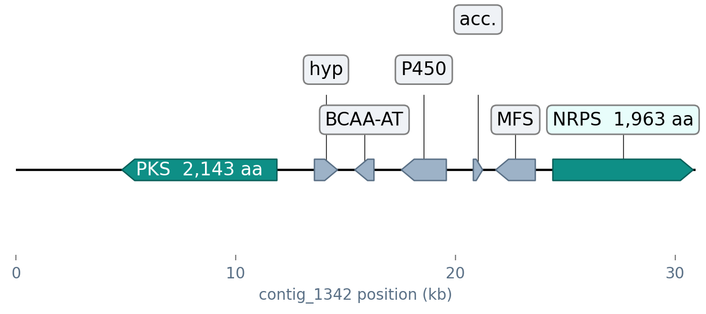 acc.
hyp
P450
BCAA-AT
MFS
NRPS 1,963 aa
PKS 2,143 aa
0
10
20
30
contig_1342 position (kb)